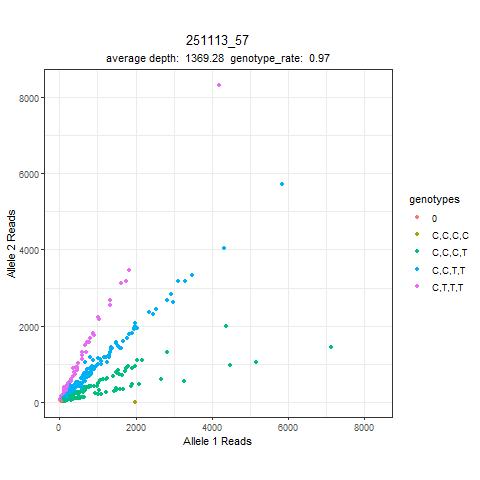 251113_57
average depth: 1369.28 genotype_rate: 0.97
8000
6000
4000
2000
0
Allele 2 Reads
0 2000 4000 6000 8000
Allele 1 Reads
genotypes
0
C,C,C,C
C,C,C,T
C,C,T,T
C,T,T,T